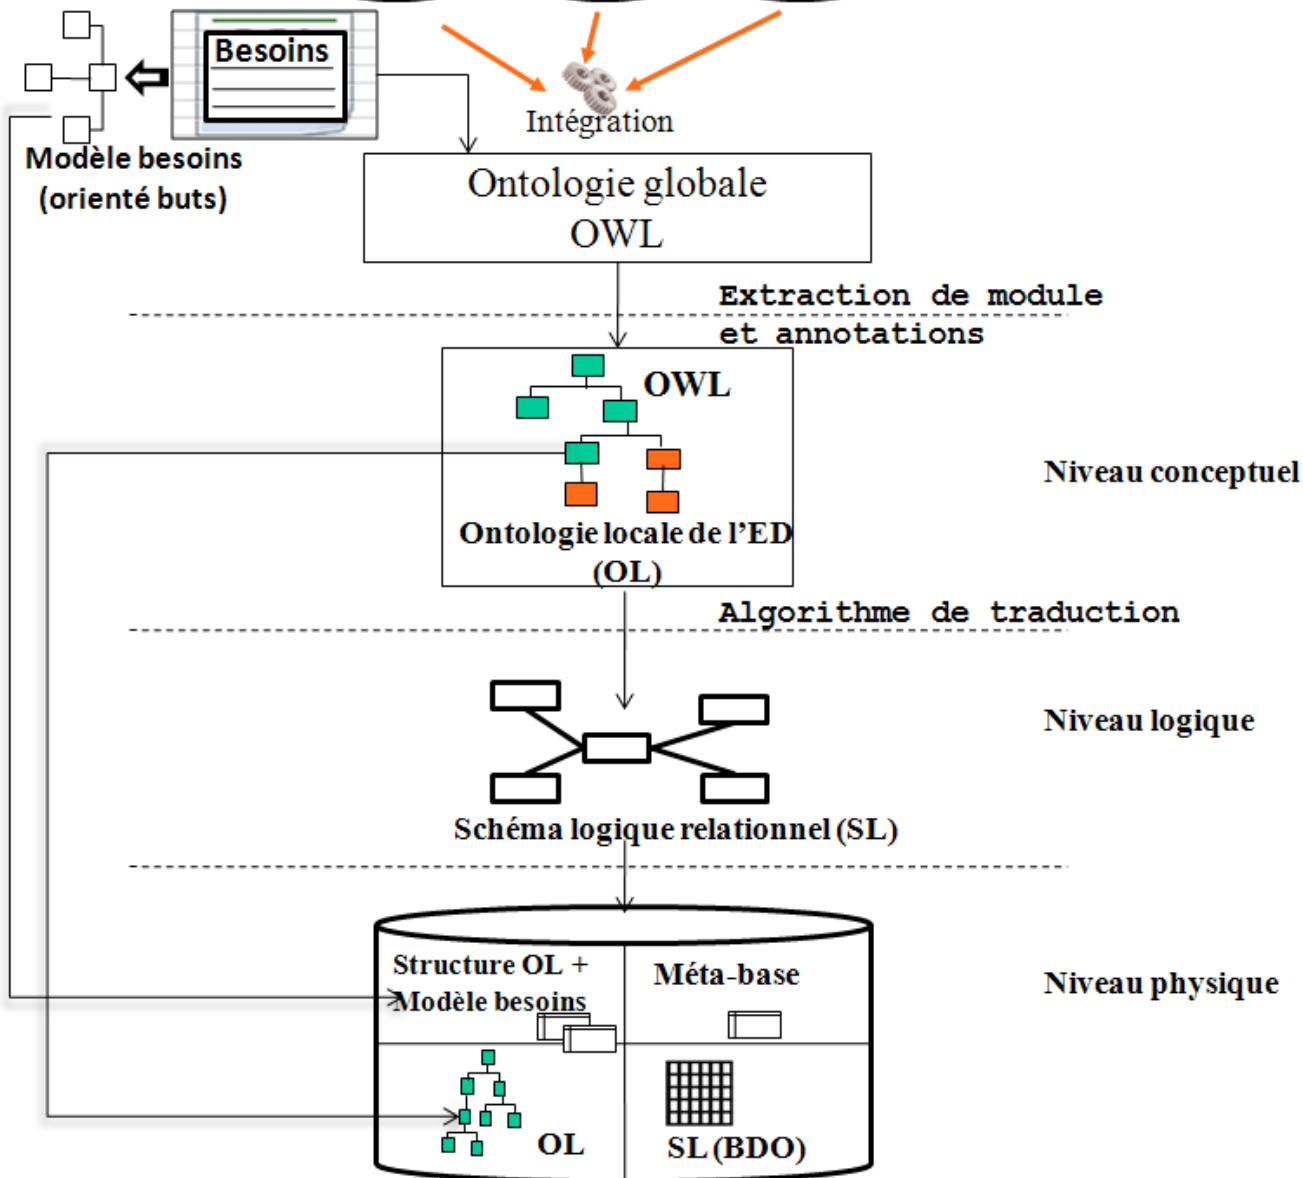 Besoins
Intégration
Modèle besoins
(orienté buts)
Ontologie globale
OWL
Extraction de module
et annotations
OWL
Niveau conceptuel
Ontologie locale de l’ED
(OL)
Algorithme de traduction
Niveau logique
Schéma logique relationnel (SL)
Structure OL +
Modèle besoins
Méta-base
Niveau physique
OL
SL (BDO)